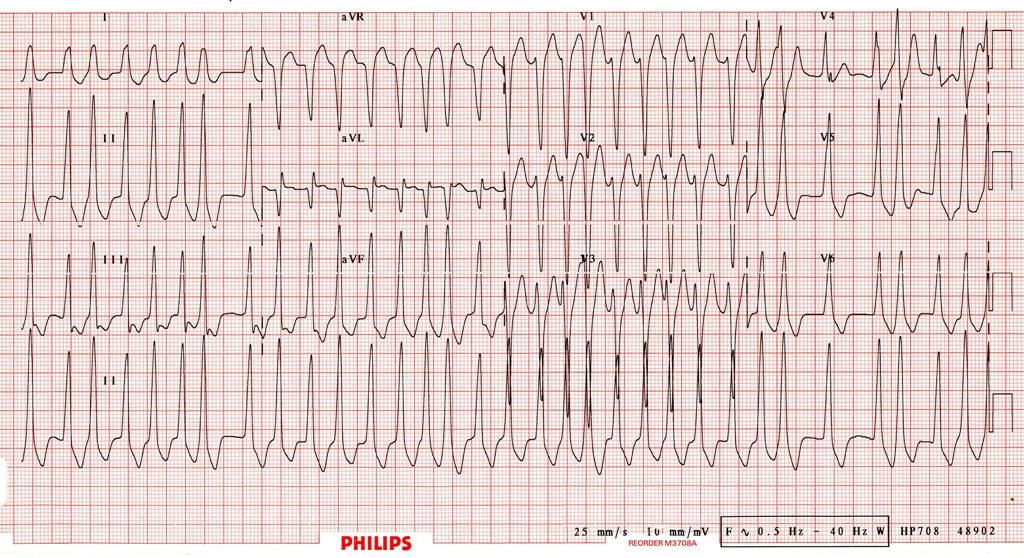 I aVR V1 V4
II aVL V2 V5
III aVF V3 V6
II
25 mm/s 10 mm/mV F ∿ 0.5 Hz - 40 Hz W HP708 48902
PHILIPS REORDER M3708A